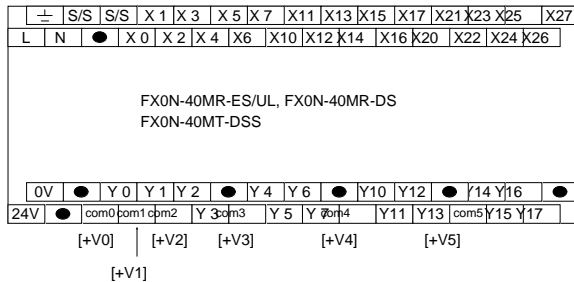 S/S S/S X 1 X 3 X 5 X 7 X11 X13 X15 X17 X21 X23 X25 X27
L N X 0 X 2 X 4 X6 X10 X12 X14 X16 X20 X22 X24 X26
FX0N-40MR-ES/UL, FX0N-40MR-DS
FX0N-40MT-DSS
0V Y 0 Y 1 Y 2 Y 4 Y 6 Y10 Y12 Y14 Y16
24V com0 com1 com2 Y 3 com3 Y 5 Y 7 com4 Y11 Y13 com5 Y15 Y17
[+V0] [+V2] [+V3] [+V4] [+V5]
[+V1]